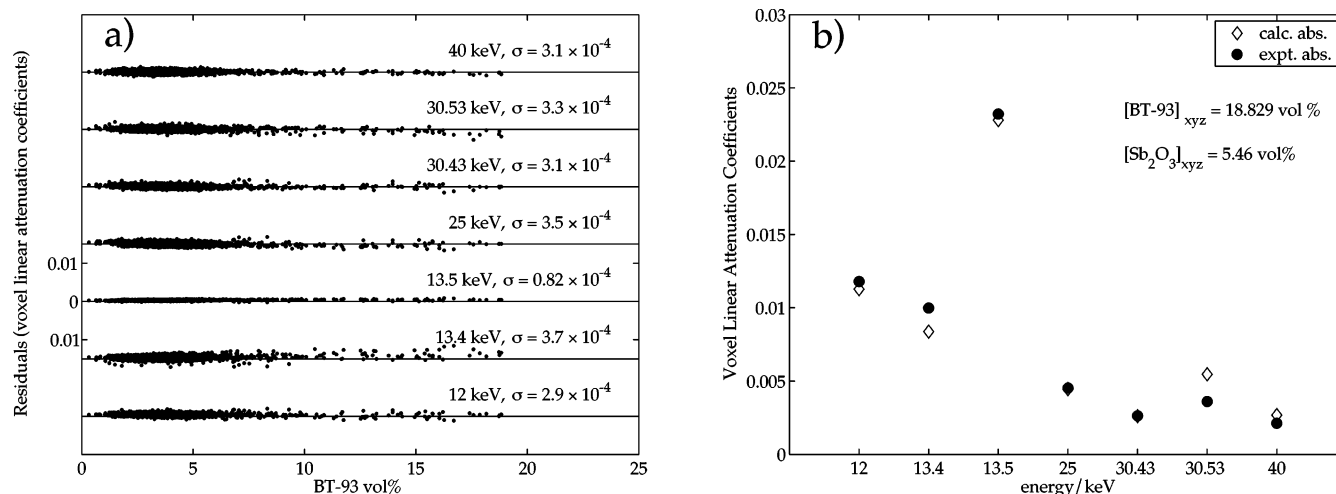 a)
40 keV, σ = 3.1 × 10⁻⁴
30.53 keV, σ = 3.3 × 10⁻⁴
30.43 keV, σ = 3.1 × 10⁻⁴
25 keV, σ = 3.5 × 10⁻⁴
13.5 keV, σ = 0.82 × 10⁻⁴
13.4 keV, σ = 3.7 × 10⁻⁴
12 keV, σ = 2.9 × 10⁻⁴
Residuals (voxel linear attenuation coefficients)
0.01
0
0.01
0 5 10 15 20 25
BT-93 vol%
b)
calc. abs.
expt. abs.
[BT-93] xyz = 18.829 vol %
[Sb₂O₃]xyz = 5.46 vol%
Voxel Linear Attenuation Coefficients
0.03
0.025
0.02
0.015
0.01
0.005
0
12 13.4 13.5 25 30.43 30.53 40
energy/keV